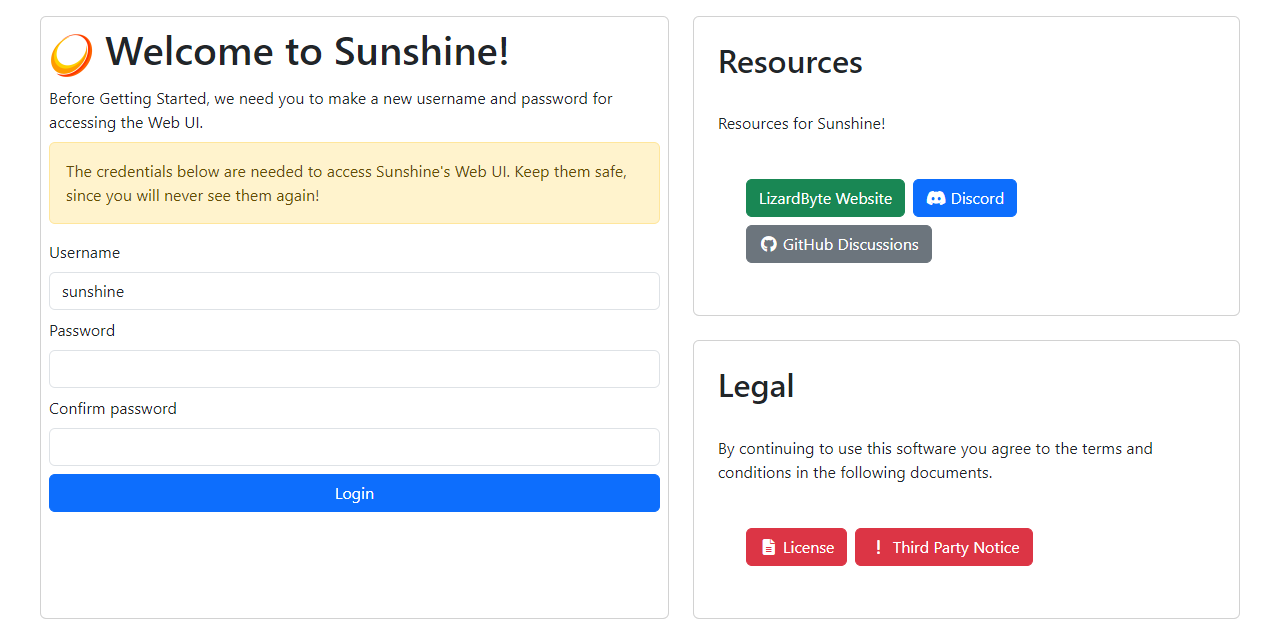 Welcome to Sunshine!
Before Getting Started, we need you to make a new username and password for
accessing the Web UI.
The credentials below are needed to access Sunshine's Web UI. Keep them safe,
since you will never see them again!
Username
sunshine
Password
Confirm password
Login
Resources
Resources for Sunshine!
LizardByte Website
Discord
GitHub Discussions
Legal
By continuing to use this software you agree to the terms and
conditions in the following documents.
License
Third Party Notice